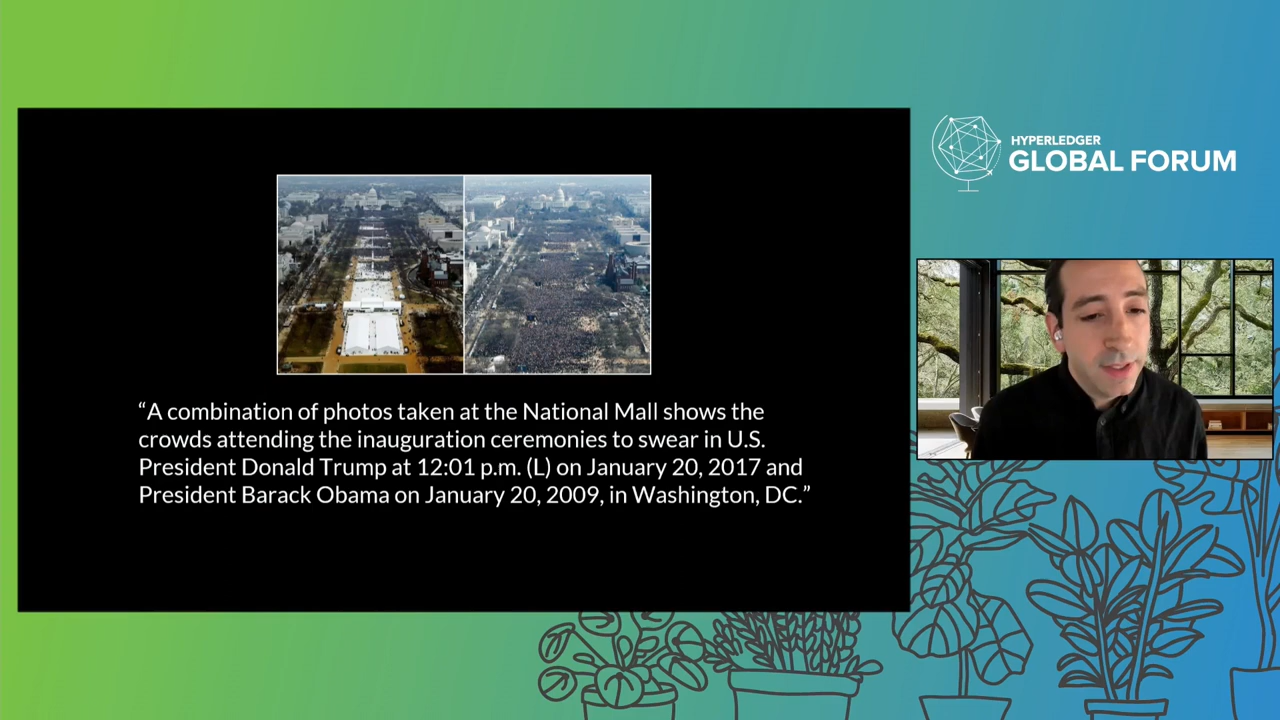 “A combination of photos taken at the National Mall shows the
crowds attending the inauguration ceremonies to swear in U.S.
President Donald Trump at 12:01 p.m. (L) on January 20, 2017 and
President Barack Obama on January 20, 2009, in Washington, DC.”
HYPERLEDGER
GLOBAL FORUM